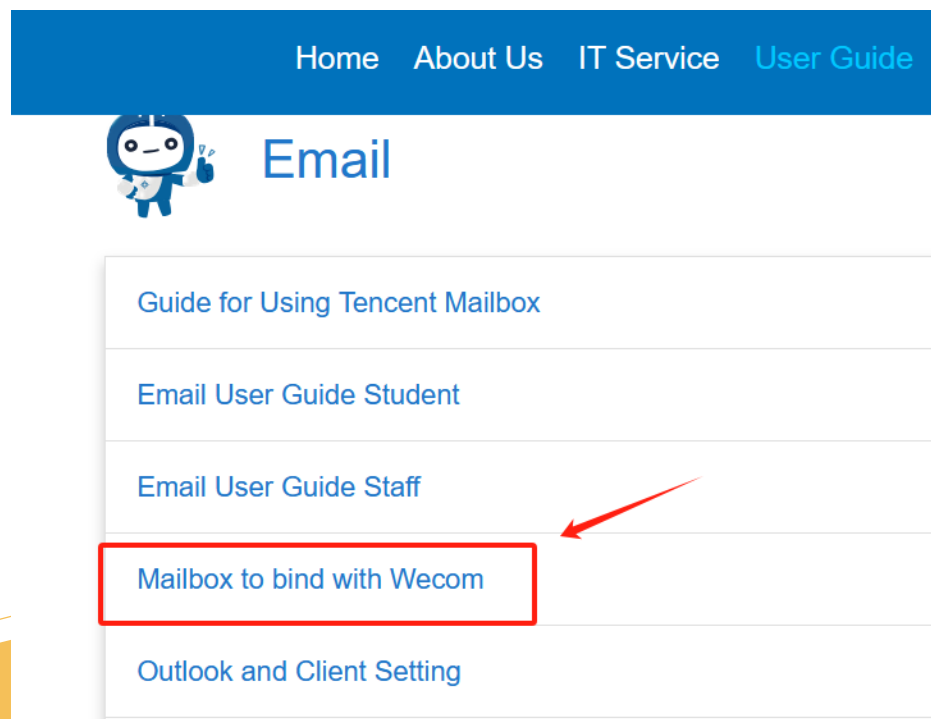 Home About Us IT Service User Guide
Email
Guide for Using Tencent Mailbox
Email User Guide Student
Email User Guide Staff
Mailbox to bind with Wecom
Outlook and Client Setting